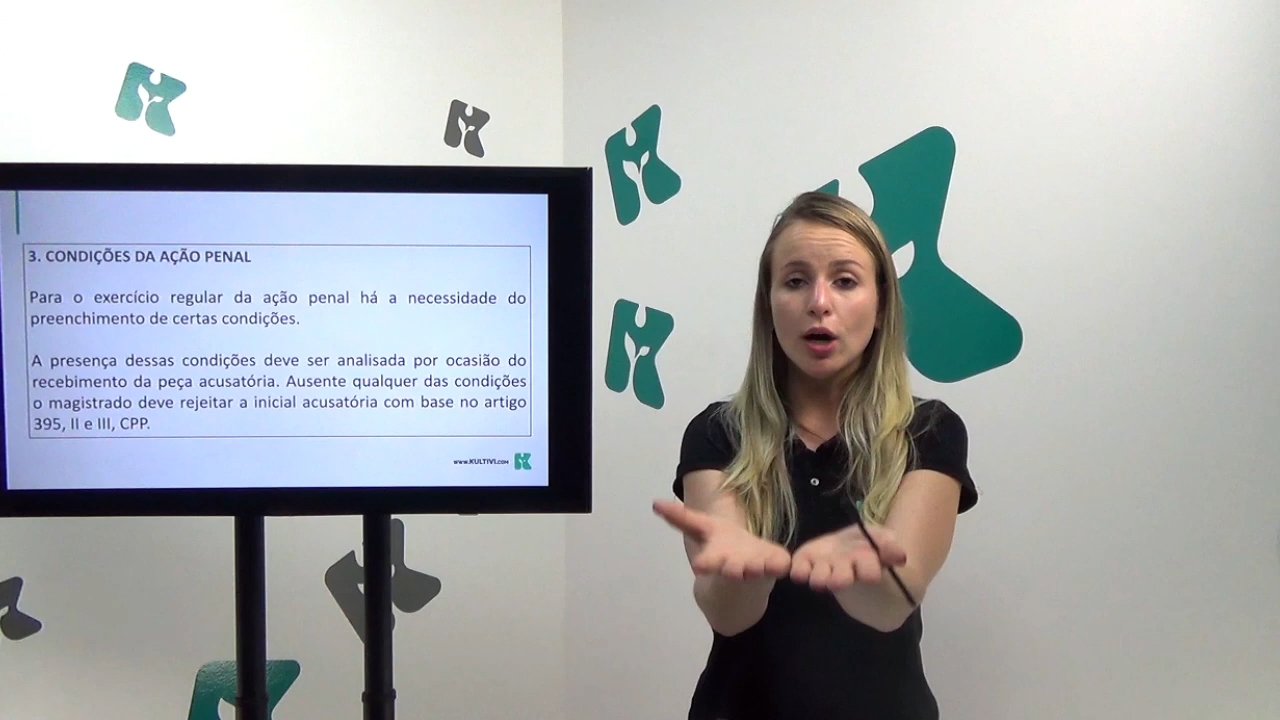 3. CONDIÇÕES DA AÇÃO PENAL
Para o exercício regular da ação penal há a necessidade do
preenchimento de certas condições.
A presença dessas condições deve ser analisada por ocasião do
recebimento da peça acusatória. Ausente qualquer das condições
o magistrado deve rejeitar a inicial acusatória com base no artigo
395, II e III, CPP.
www.KULTIVI.COM